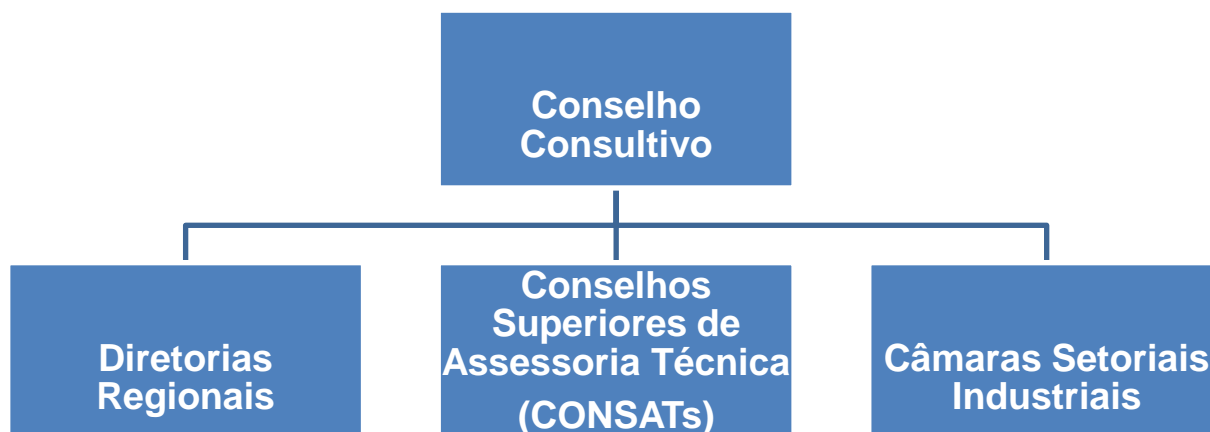 Conselho
Consultivo
Diretorias
Regionais
Conselhos
Superiores de
Assessoria Técnica
(CONSATs)
Câmaras Setoriais
Industriais